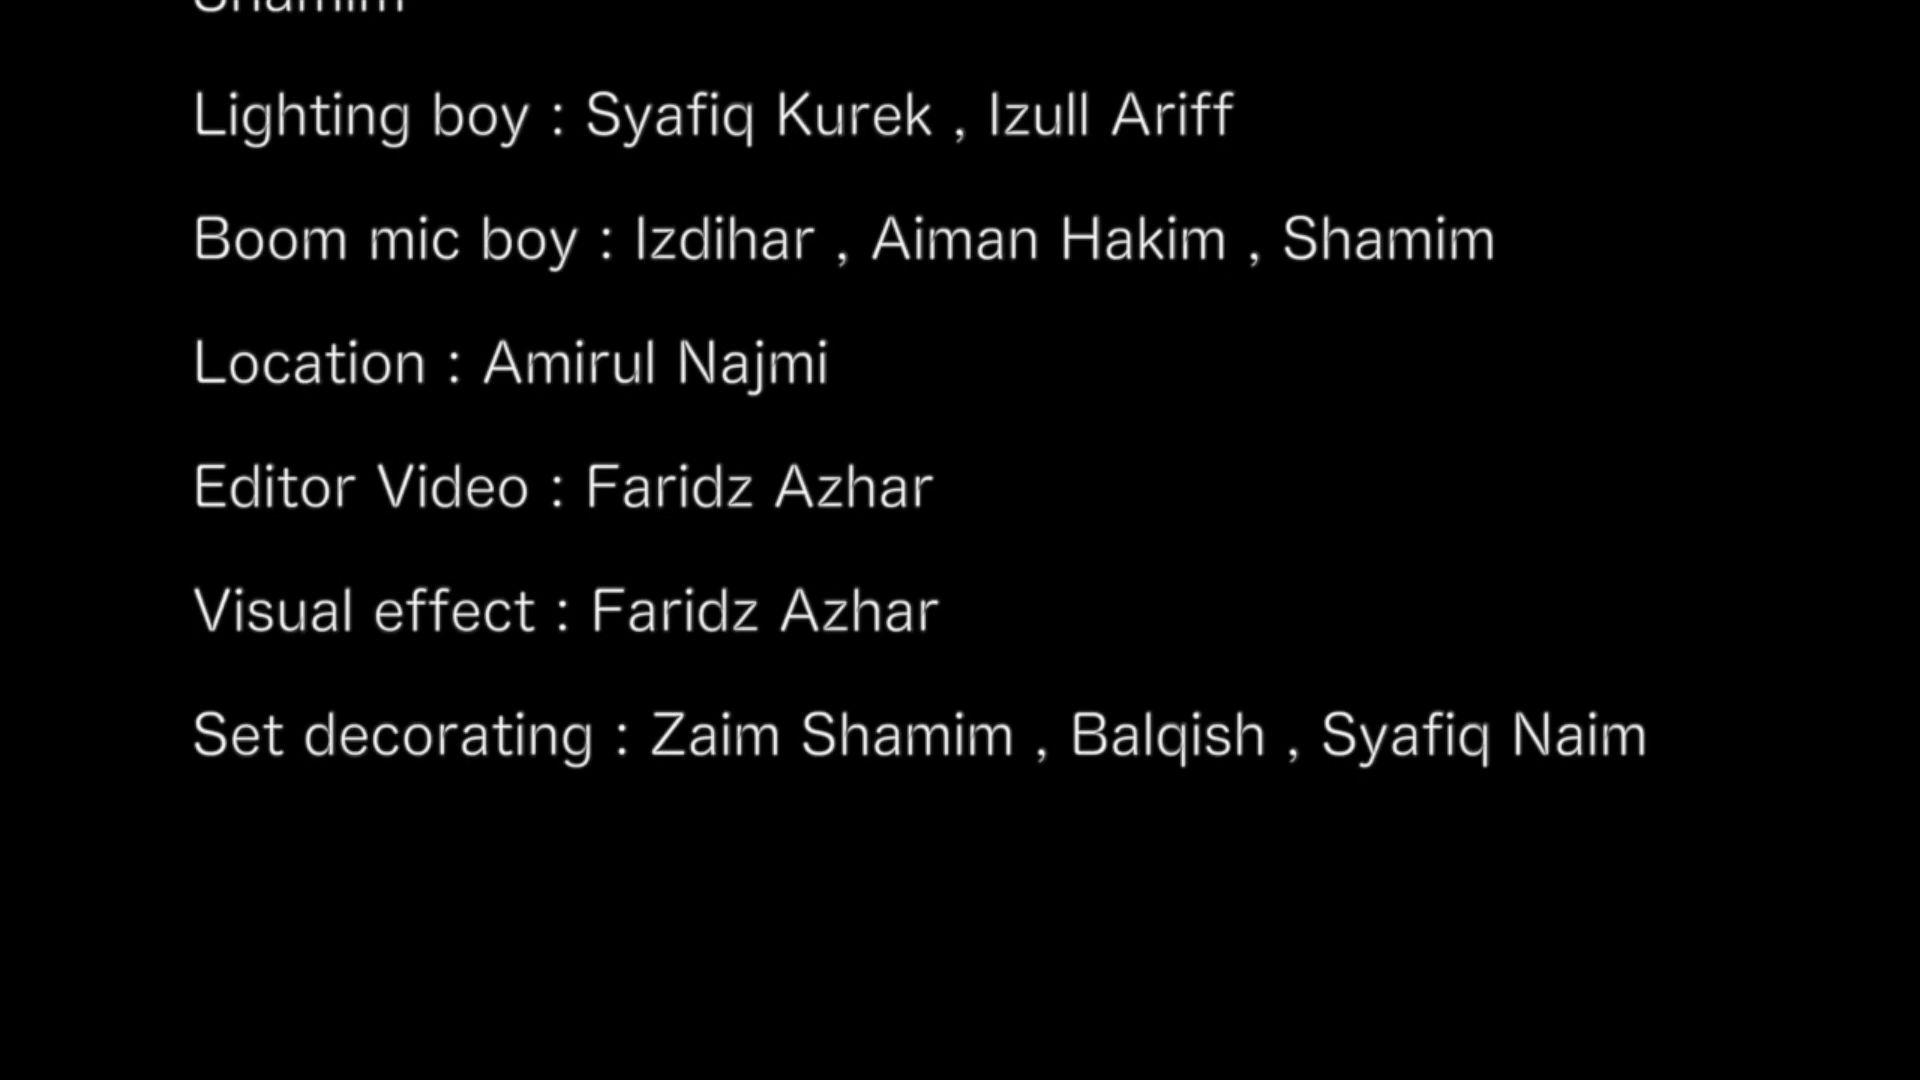 Shamim
Lighting boy : Syafiq Kurek , Izull Ariff
Boom mic boy : Izdihar , Aiman Hakim , Shamim
Location : Amirul Najmi
Editor Video : Faridz Azhar
Visual effect : Faridz Azhar
Set decorating : Zaim Shamim , Balqish , Syafiq Naim